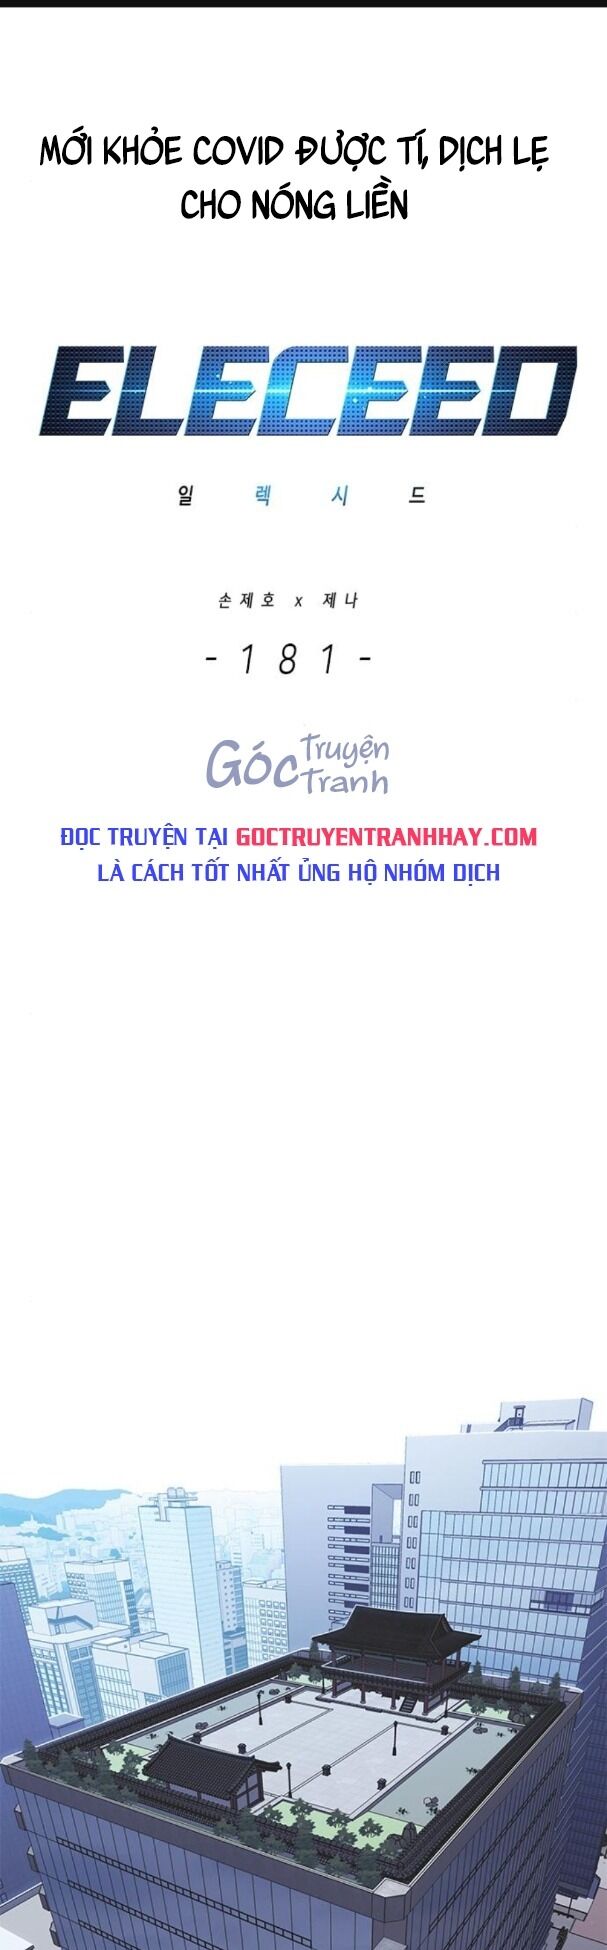 MỚI KHỎE COVID ĐƯỢC TÍ, DỊCH LẸ
CHO NÓNG LIỀN
ELECEED
일렉시드
손제호 x 제나
-181-
Góc Truyện
Tranh
ĐỌC TRUYỆN TẠI GOCTRUYENTRANHHAY.COM
LÀ CÁCH TỐT NHẤT ỦNG HỘ NHÓM DỊCH